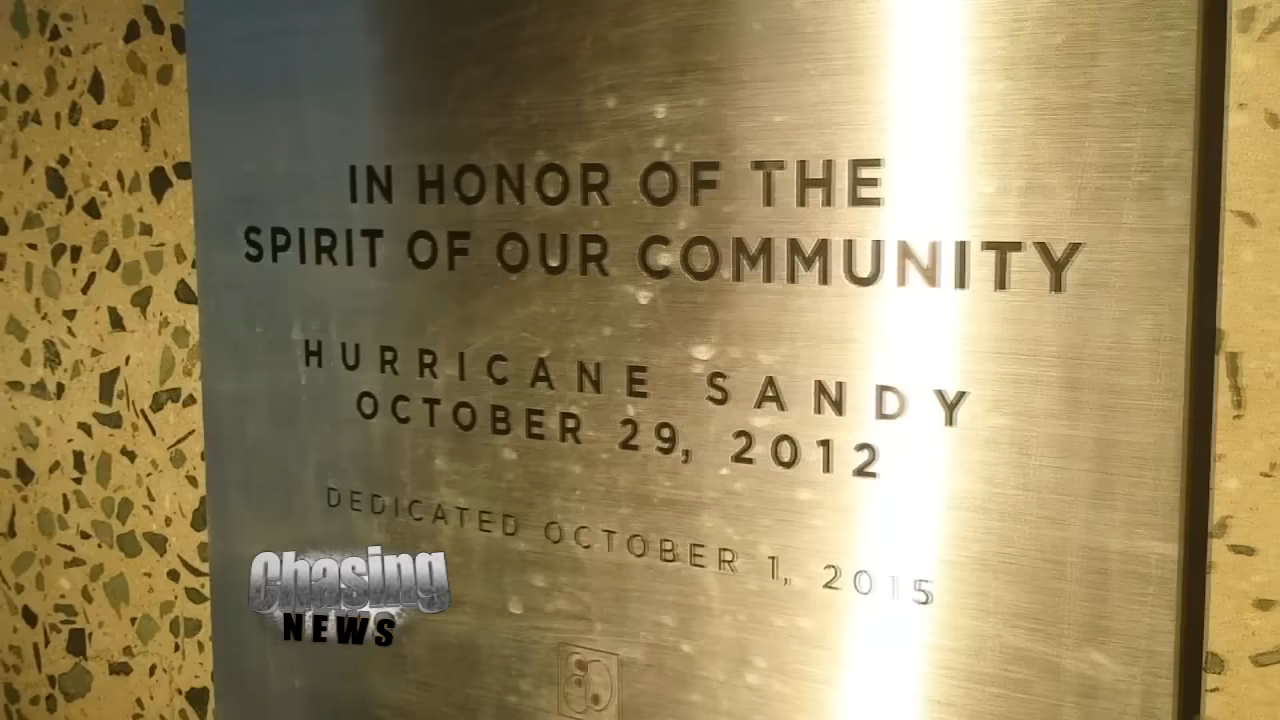 IN HONOR OF THE
SPIRIT OF OUR COMMUNITY
HURRICANE SANDY
OCTOBER 29, 2012
DEDICATED OCTOBER 1, 2015
Chasing
NEWS